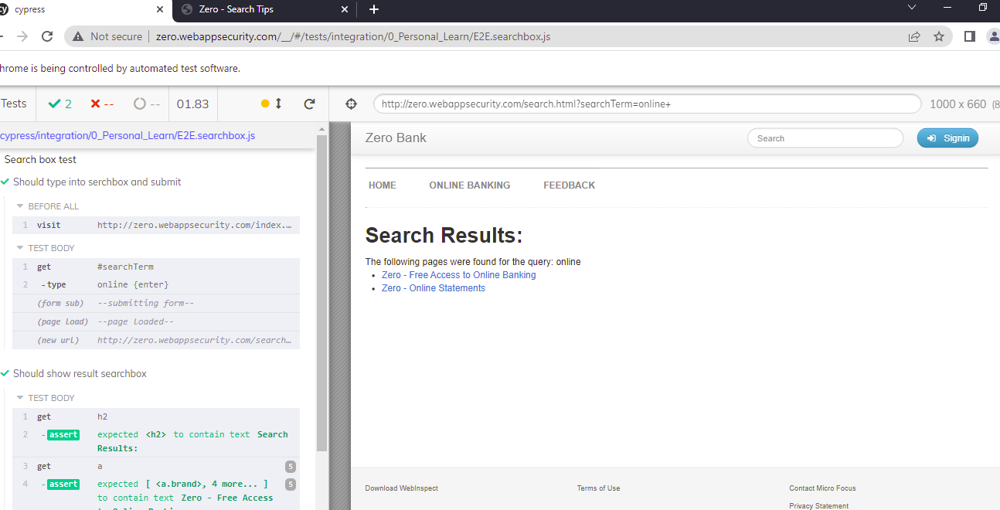 cypress
Zero - Search Tips
Not secure
zero.webappsecurity.com/__/#/tests/integration/0_Personal_Learn/E2E.searchbox.js
hrome is being controlled by automated test software.
Tests
2
--
--
01.83
http://zero.webappsecurity.com/search.html?searchTerm=online+
1000 x 660 (8
cypress/integration/0_Personal_Learn/E2E.searchbox.js
Search box test
Should type into serchbox and submit
BEFORE ALL
1 visit http://zero.webappsecurity.com/index.…
TEST BODY
1 get #searchTerm
2 -type online {enter}
(form sub) --submitting form--
(page load) --page loaded--
(new url) http://zero.webappsecurity.com/search…
Should show result searchbox
TEST BODY
1 get h2
2 -assert expected <h2> to contain text Search
Results:
3 get a 5
4 -assert expected [ <a.brand>, 4 more... ] 5
to contain text Zero - Free Access
Zero Bank
Search
Signin
HOME ONLINE BANKING FEEDBACK
Search Results:
The following pages were found for the query: online
Zero - Free Access to Online Banking
Zero - Online Statements
Download WebInspect
Terms of Use
Contact Micro Focus
Privacy Statement